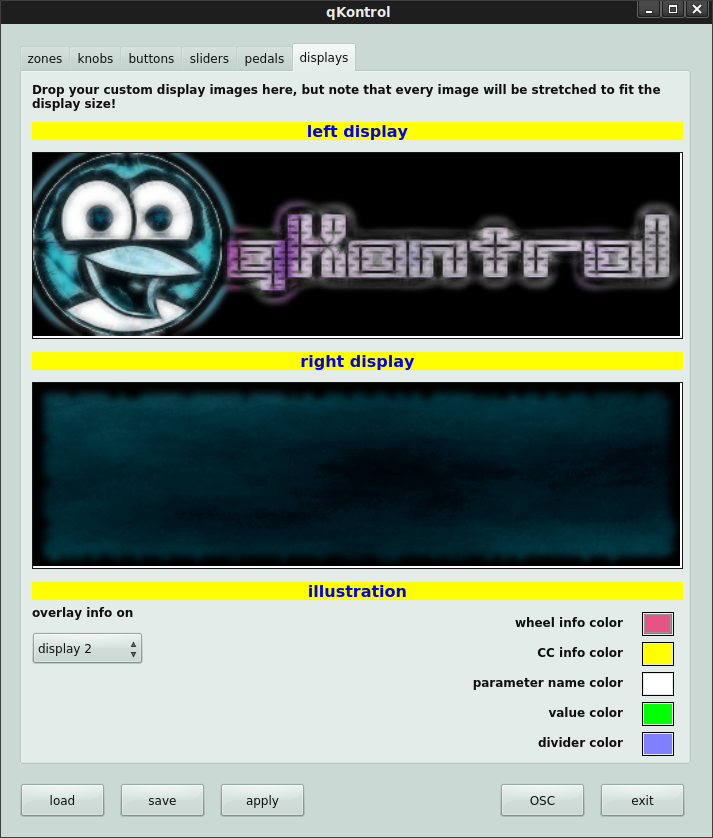 qKontrol
zones knobs buttons sliders pedals displays
Drop your custom display images here, but note that every image will be stretched to fit the
display size!
left display
qKontrol
right display
illustration
overlay info on
display 2
wheel info color
CC info color
parameter name color
value color
divider color
load save apply OSC exit